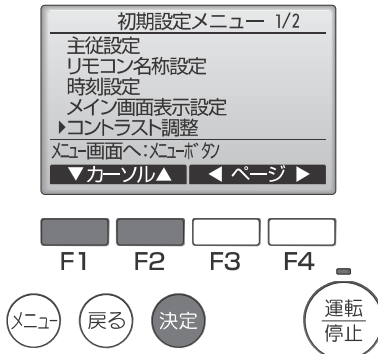 初期設定メニュー 1/2
主従設定
リモコン名称設定
時刻設定
メイン画面表示設定
▶コントラスト調整
メニュー画面へ:メニューボタン
▼カーソル▲ ◀ ページ ▶
F1 F2 F3 F4
メニュー 戻る 決定 運転
停止